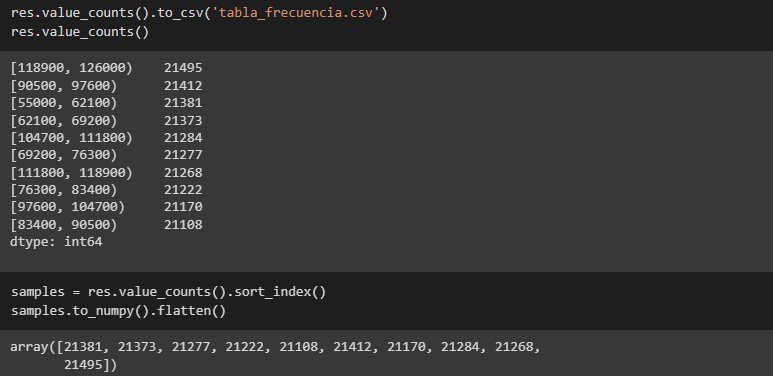 res.value_counts().to_csv('tabla_frecuencia.csv')
res.value_counts()
[118900, 126000)    21495
[90500, 97600)      21412
[55000, 62100)      21381
[62100, 69200)      21373
[104700, 111800)    21284
[69200, 76300)      21277
[111800, 118900)    21268
[76300, 83400)      21222
[97600, 104700)     21170
[83400, 90500)      21108
dtype: int64
samples = res.value_counts().sort_index()
samples.to_numpy().flatten()
array([21381, 21373, 21277, 21222, 21108, 21412, 21170, 21284, 21268,
       21495])